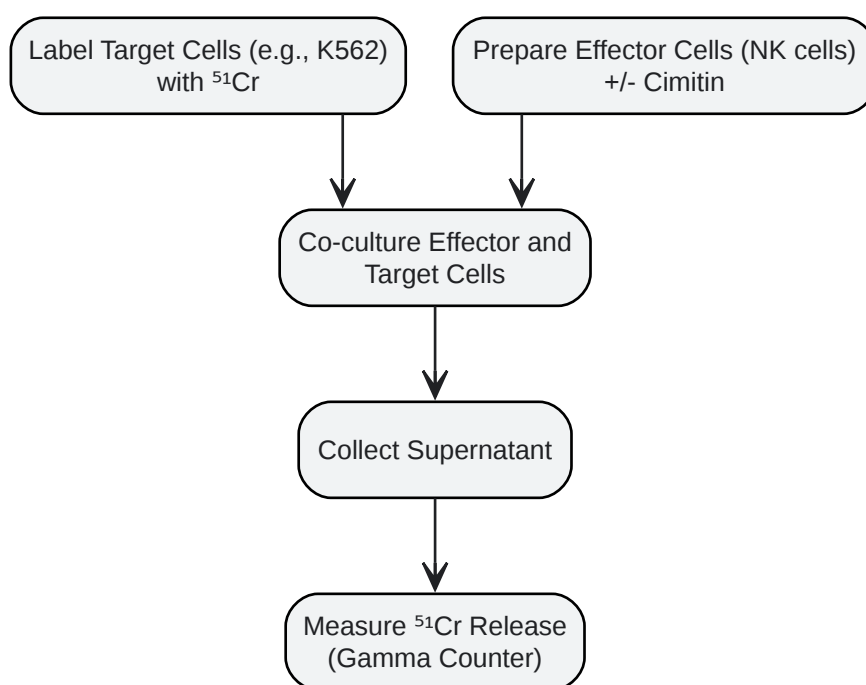 Label Target Cells (e.g., K562)
with ⁵¹Cr
Prepare Effector Cells (NK cells)
+/- Cimitin
Co-culture Effector and
Target Cells
Collect Supernatant
Measure ⁵¹Cr Release
(Gamma Counter)